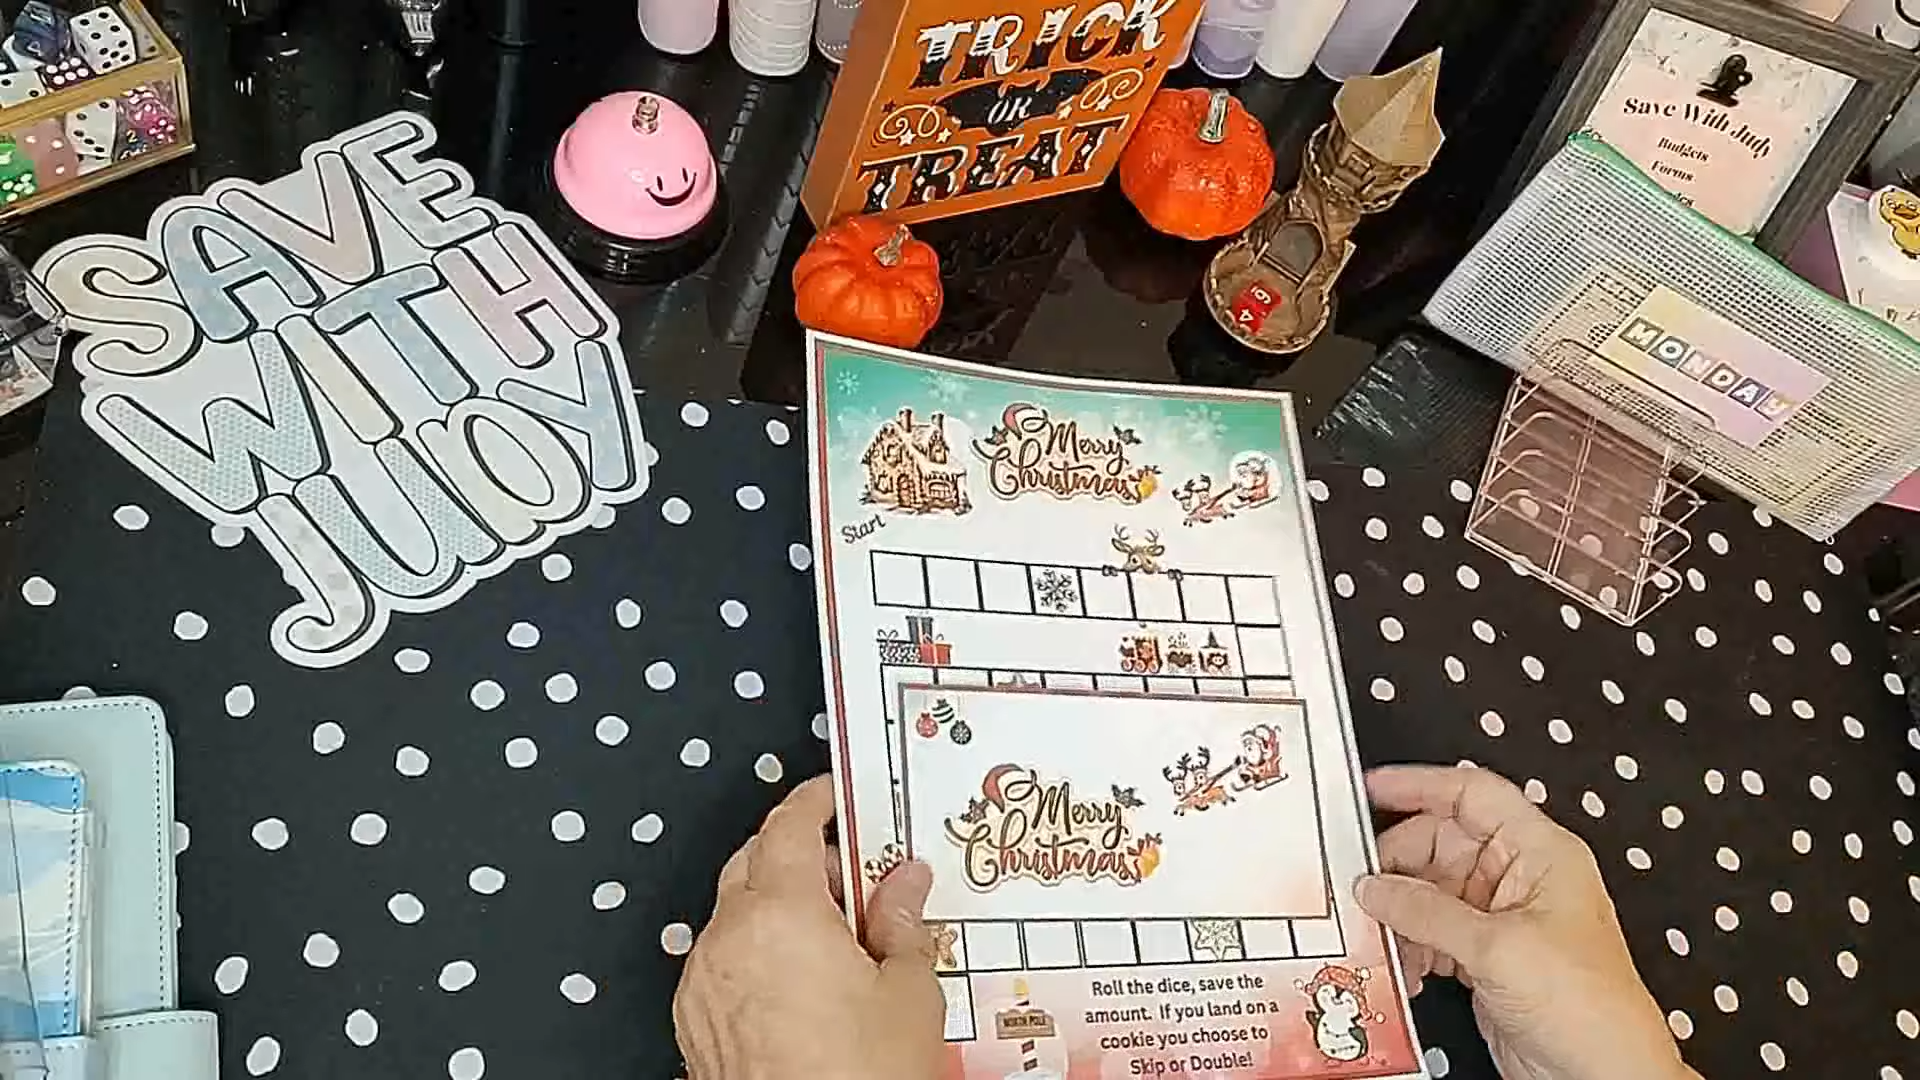 SAVE
WITH
JUDY
TRICK
OR
TREAT
Save With Judy
Budgets
Forms
MONDAY
Merry
Christmas
Start
Merry
Christmas
NORTH POLE
Roll the dice, save the
amount. If you land on a
cookie you choose to
Skip or Double!